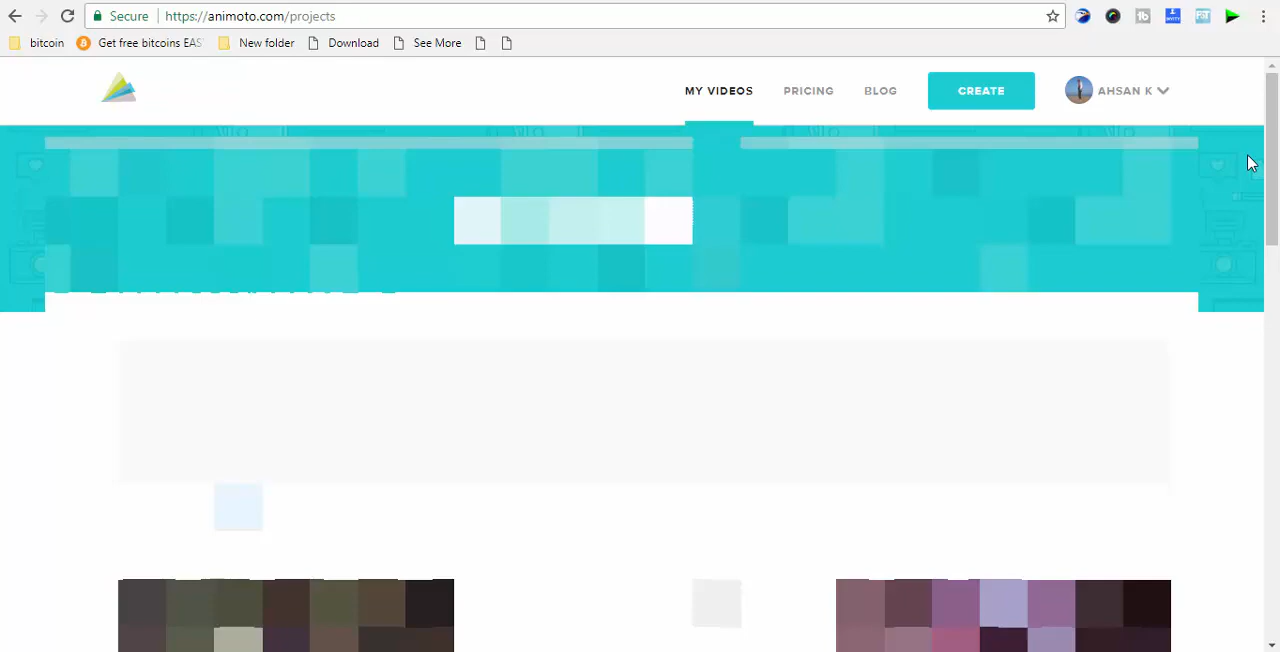 Secure https://animoto.com/projects
bitcoin Get free bitcoins EAS New folder Download See More
MY VIDEOS PRICING BLOG CREATE AHSAN K